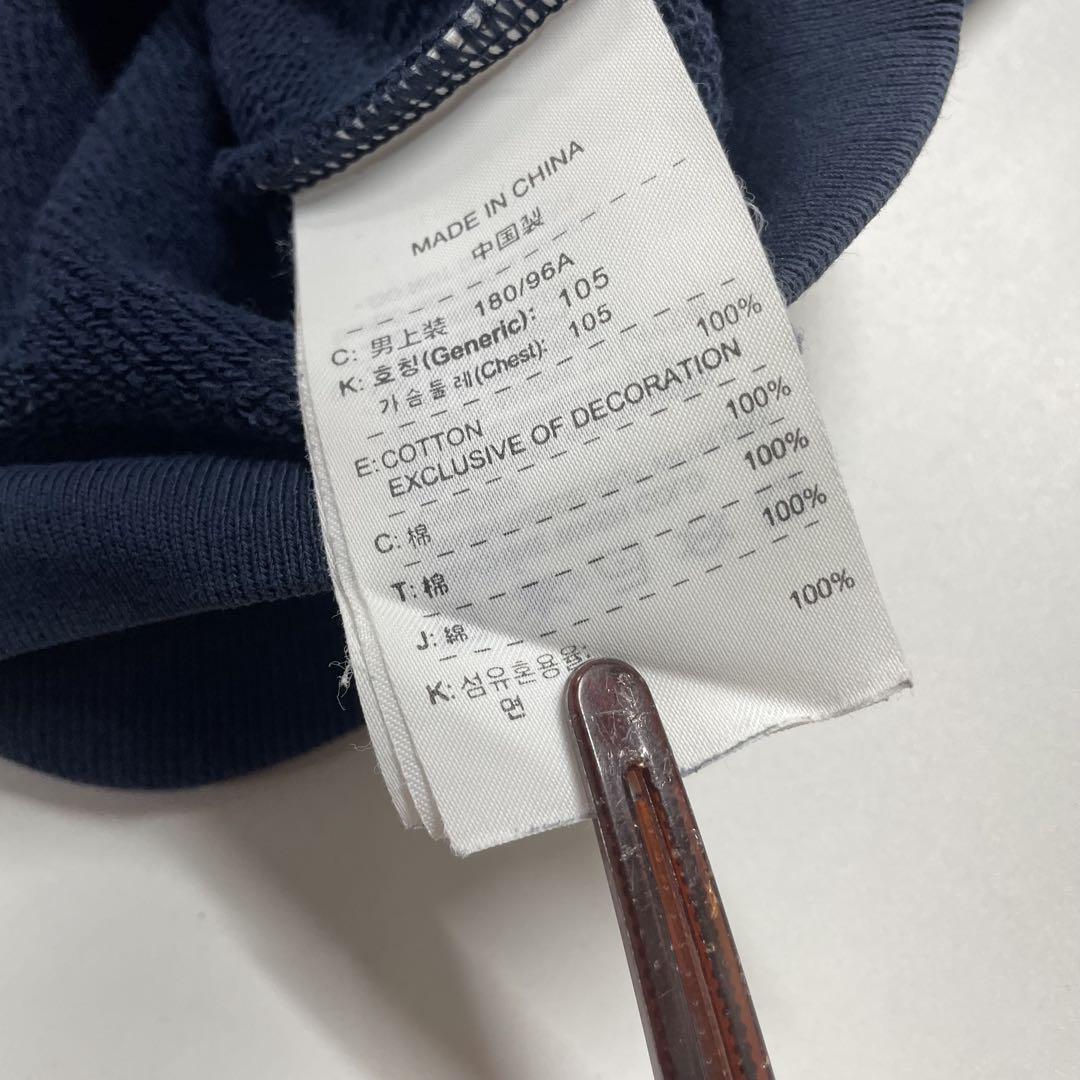 MADE IN CHINA
中国製
C: 男上装 180/96A
K: 호칭(Generic): 105
가슴둘레(Chest): 105
E: COTTON 100%
EXCLUSIVE OF DECORATION
C: 棉 100%
T: 棉 100%
J: 綿 100%
K: 섬유혼용율:
면 100%